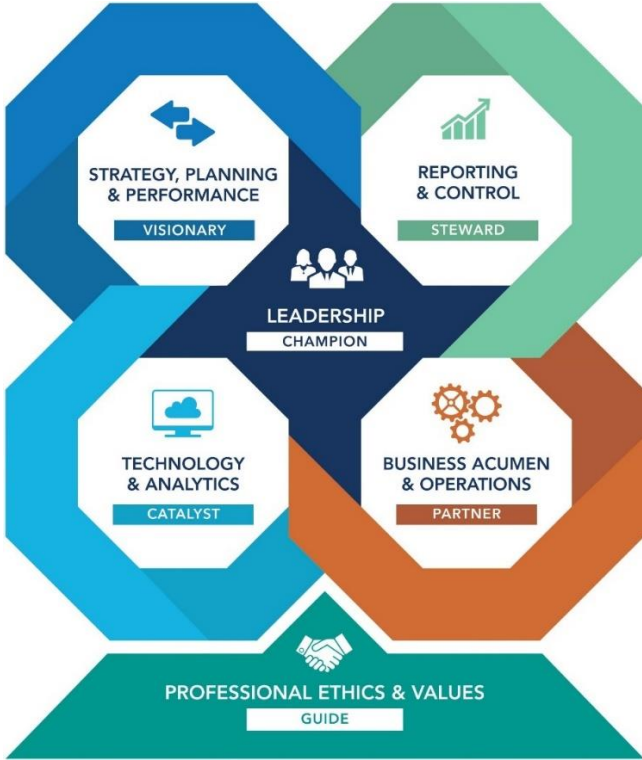 STRATEGY, PLANNING
& PERFORMANCE
VISIONARY
REPORTING
& CONTROL
STEWARD
LEADERSHIP
CHAMPION
TECHNOLOGY
& ANALYTICS
CATALYST
BUSINESS ACUMEN
& OPERATIONS
PARTNER
PROFESSIONAL ETHICS & VALUES
GUIDE